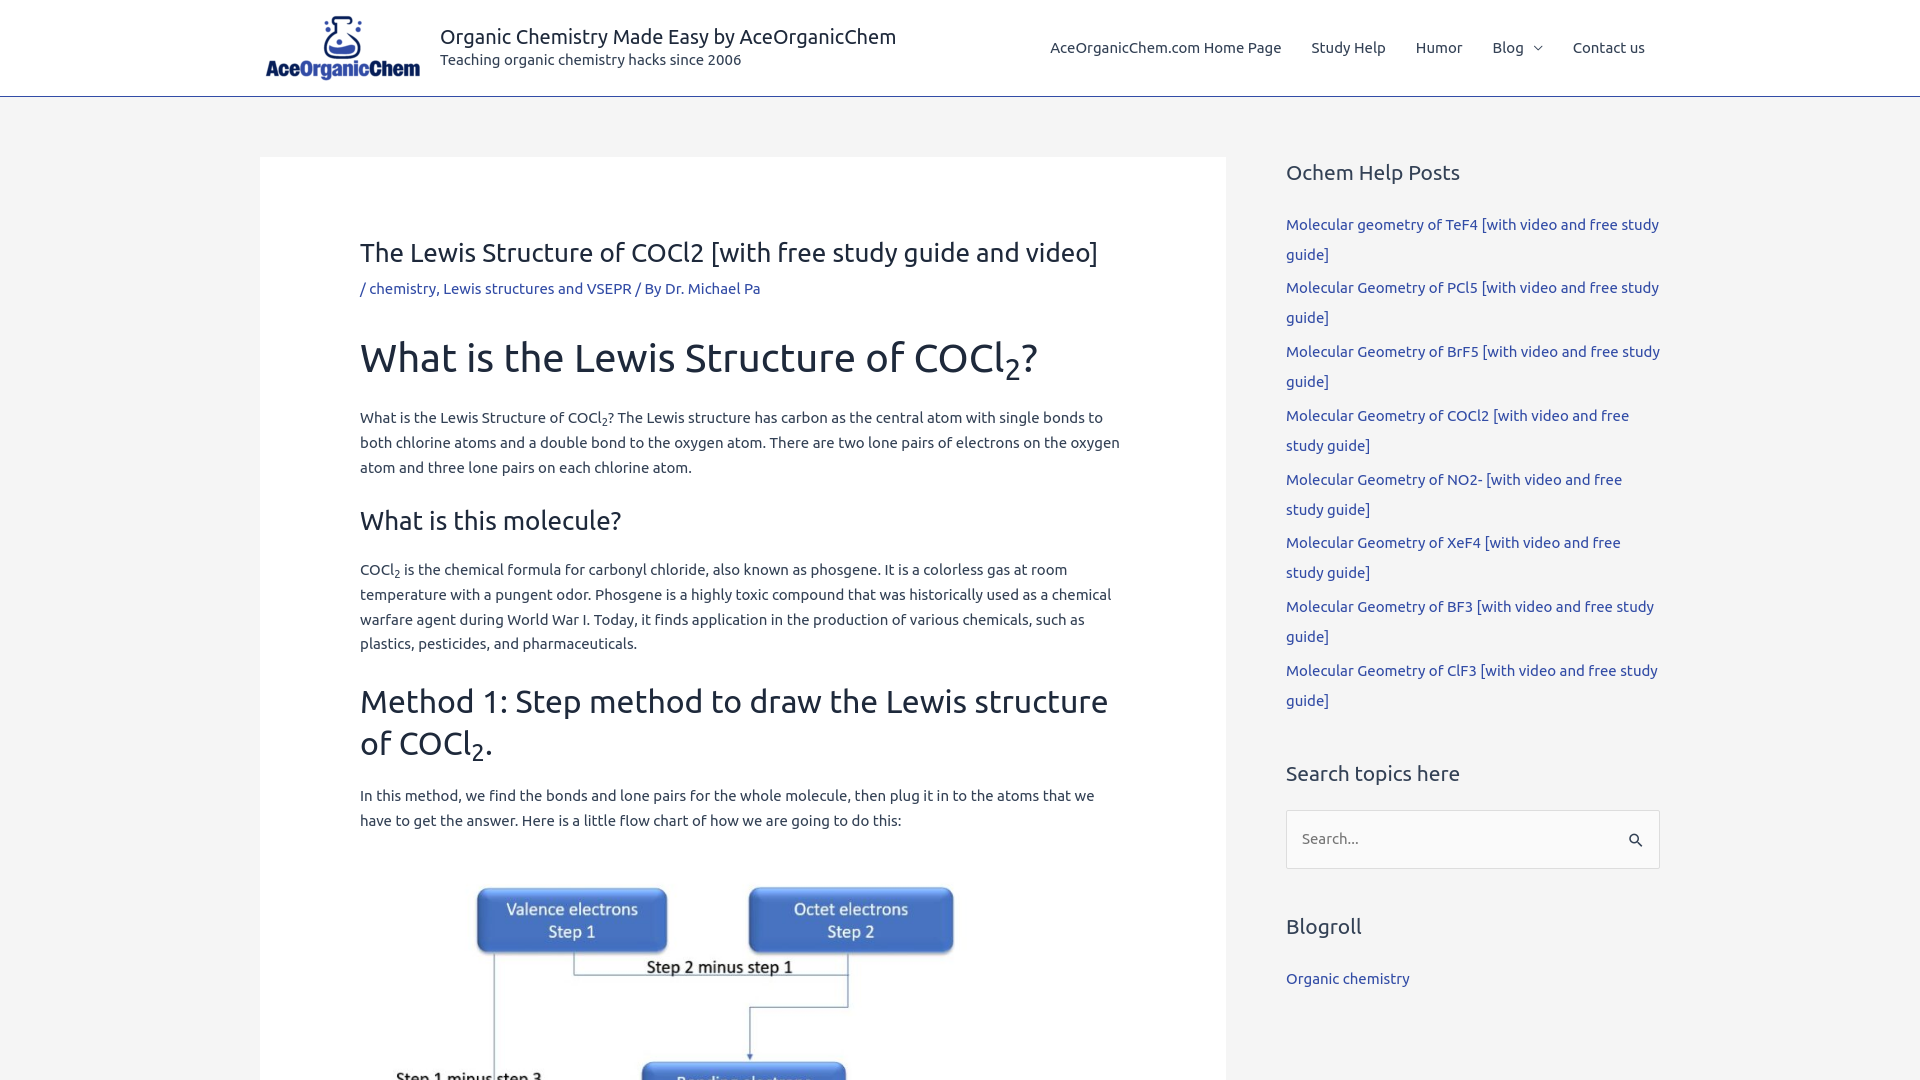 AceOrganicChem
Organic Chemistry Made Easy by AceOrganicChem
Teaching organic chemistry hacks since 2006
AceOrganicChem.com Home Page Study Help Humor Blog Contact us
The Lewis Structure of COCl2 [with free study guide and video]
/ chemistry, Lewis structures and VSEPR / By Dr. Michael Pa
What is the Lewis Structure of COCl₂?
What is the Lewis Structure of COCl₂? The Lewis structure has carbon as the central atom with single bonds to
both chlorine atoms and a double bond to the oxygen atom. There are two lone pairs of electrons on the oxygen
atom and three lone pairs on each chlorine atom.
What is this molecule?
COCl₂ is the chemical formula for carbonyl chloride, also known as phosgene. It is a colorless gas at room
temperature with a pungent odor. Phosgene is a highly toxic compound that was historically used as a chemical
warfare agent during World War I. Today, it finds application in the production of various chemicals, such as
plastics, pesticides, and pharmaceuticals.
Method 1: Step method to draw the Lewis structure
of COCl₂.
In this method, we find the bonds and lone pairs for the whole molecule, then plug it in to the atoms that we
have to get the answer. Here is a little flow chart of how we are going to do this:
Valence electrons
Step 1
Octet electrons
Step 2
Step 2 minus step 1
Step 1 minus step 3
Bonding electrons
Ochem Help Posts
Molecular geometry of TeF4 [with video and free study
guide]
Molecular Geometry of PCl5 [with video and free study
guide]
Molecular Geometry of BrF5 [with video and free study
guide]
Molecular Geometry of COCl2 [with video and free
study guide]
Molecular Geometry of NO2- [with video and free
study guide]
Molecular Geometry of XeF4 [with video and free
study guide]
Molecular Geometry of BF3 [with video and free study
guide]
Molecular Geometry of ClF3 [with video and free study
guide]
Search topics here
Search...
Blogroll
Organic chemistry